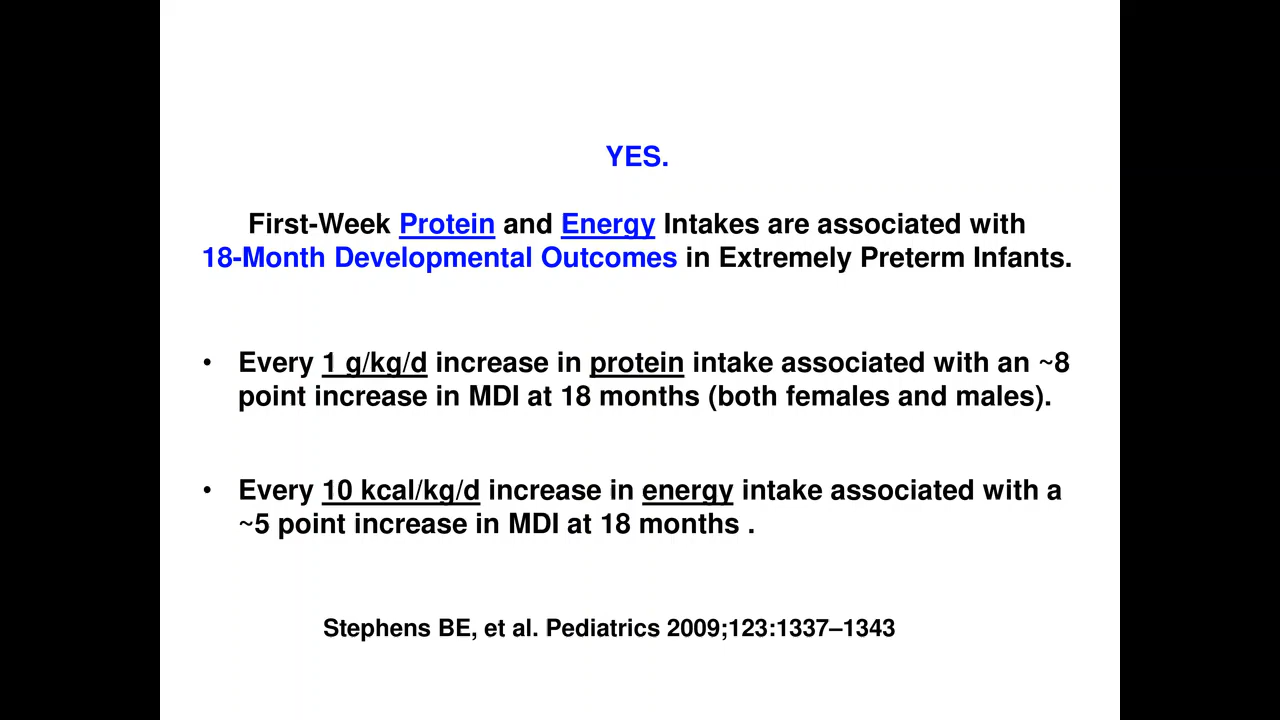 YES.
First-Week Protein and Energy Intakes are associated with
18-Month Developmental Outcomes in Extremely Preterm Infants.
• Every 1 g/kg/d increase in protein intake associated with an ~8
point increase in MDI at 18 months (both females and males).
• Every 10 kcal/kg/d increase in energy intake associated with a
~5 point increase in MDI at 18 months .
Stephens BE, et al. Pediatrics 2009;123:1337–1343